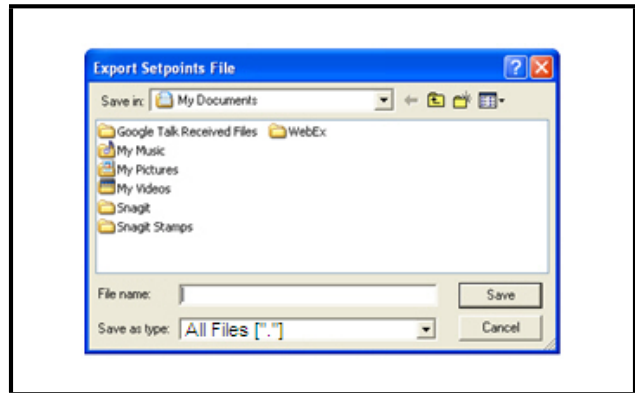 Export Setpoints File
Save in: My Documents
Google Talk Received Files WebEx
My Music
My Pictures
My Videos
Snagit
Snagit Stamps
File name: Save
Save as type: All Files ["."] Cancel